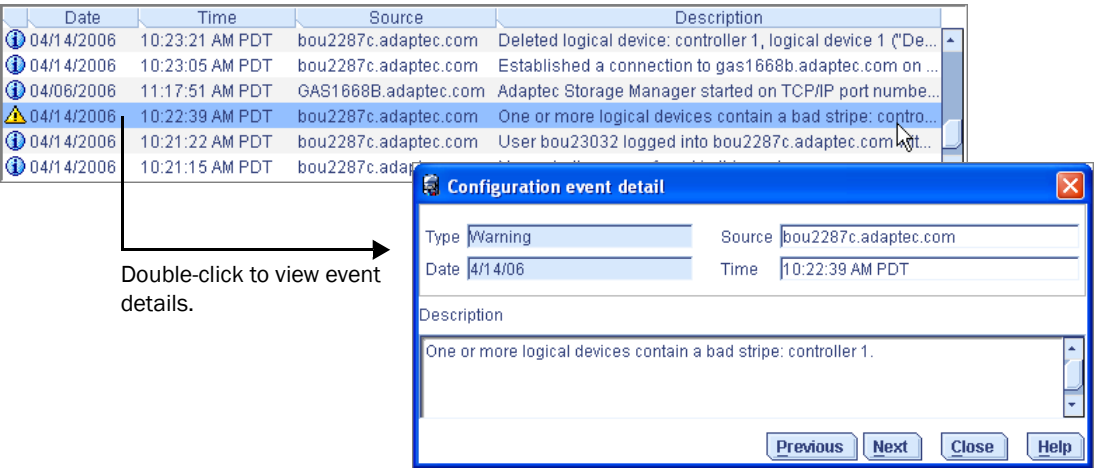 Date Time Source Description
04/14/2006 10:23:21 AM PDT bou2287c.adaptec.com Deleted logical device: controller 1, logical device 1 ("De...
04/14/2006 10:23:05 AM PDT bou2287c.adaptec.com Established a connection to gas1668b.adaptec.com on ...
04/06/2006 11:17:51 AM PDT GAS1668B.adaptec.com Adaptec Storage Manager started on TCP/IP port numbe...
04/14/2006 10:22:39 AM PDT bou2287c.adaptec.com One or more logical devices contain a bad stripe: contro...
04/14/2006 10:21:22 AM PDT bou2287c.adaptec.com User bou23032 logged into bou2287c.adaptec.com
04/14/2006 10:21:15 AM PDT
Configuration event detail
Type Warning Source bou2287c.adaptec.com
Date 4/14/06 Time 10:22:39 AM PDT
Double-click to view event
details.
Description
One or more logical devices contain a bad stripe: controller 1.
Previous Next Close Help